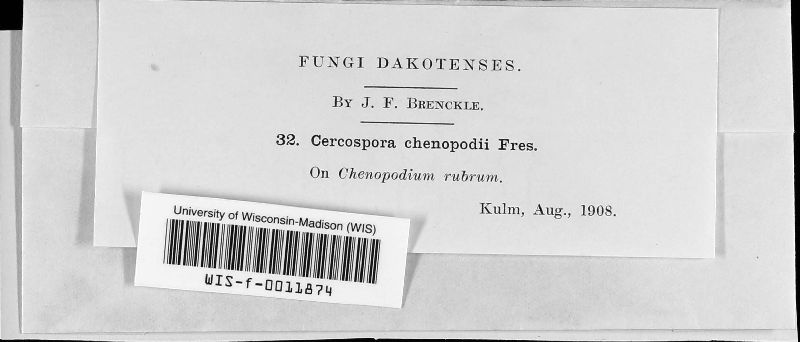 FUNGI DAKOTENSES.
By J. F. Brenckle.
32. Cercospora chenopodii Fres.
On Chenopodium rubrum.
Kulm, Aug., 1908.
University of Wisconsin-Madison (WIS)
WIS-f-0011874